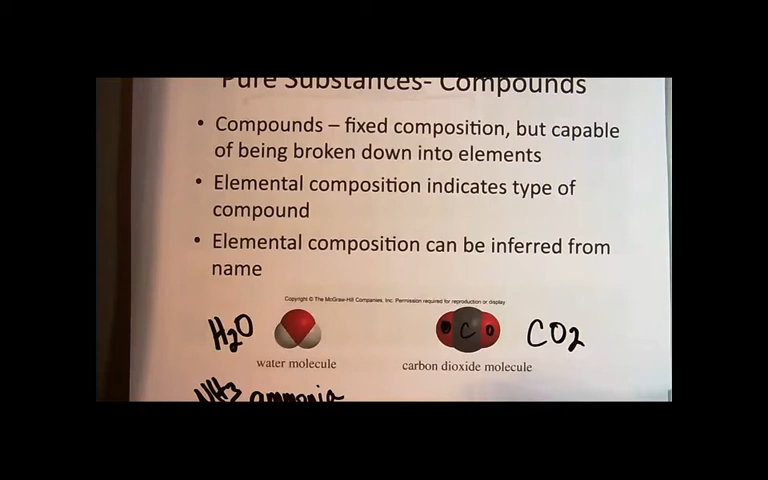 Pure Substances- Compounds
• Compounds – fixed composition, but capable
of being broken down into elements
• Elemental composition indicates type of
compound
• Elemental composition can be inferred from
name
Copyright © The McGraw-Hill Companies, Inc. Permission required for reproduction or display
H2O
C O CO2
water molecule carbon dioxide molecule
NH3 ammonia